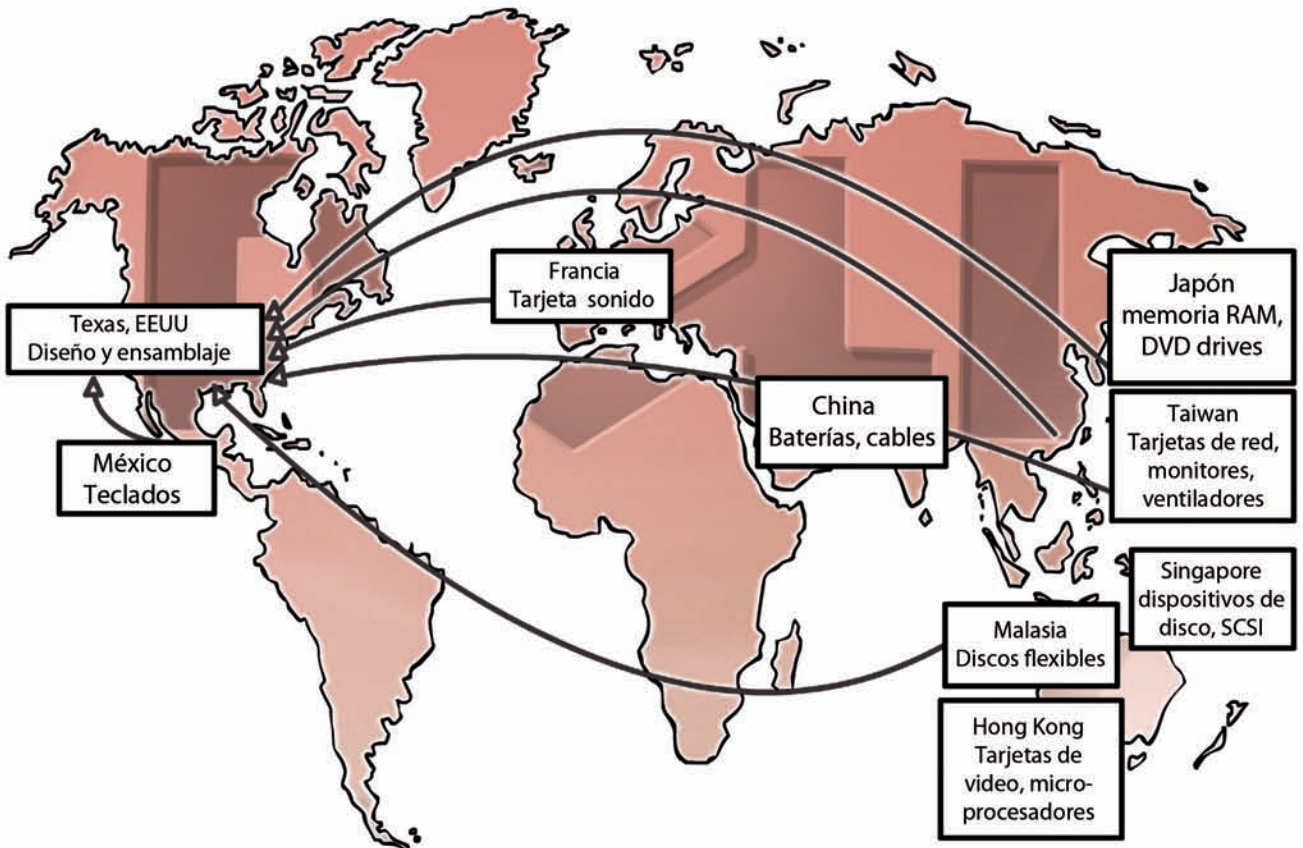 Texas, EEUU
Diseño y ensamblaje
México
Teclados
Francia
Tarjeta sonido
China
Baterías, cables
Japón
memoria RAM,
DVD drives
Taiwan
Tarjetas de red,
monitores,
ventiladores
Singapore
dispositivos de
disco, SCSI
Malasia
Discos flexibles
Hong Kong
Tarjetas de
video, micro-
procesadores